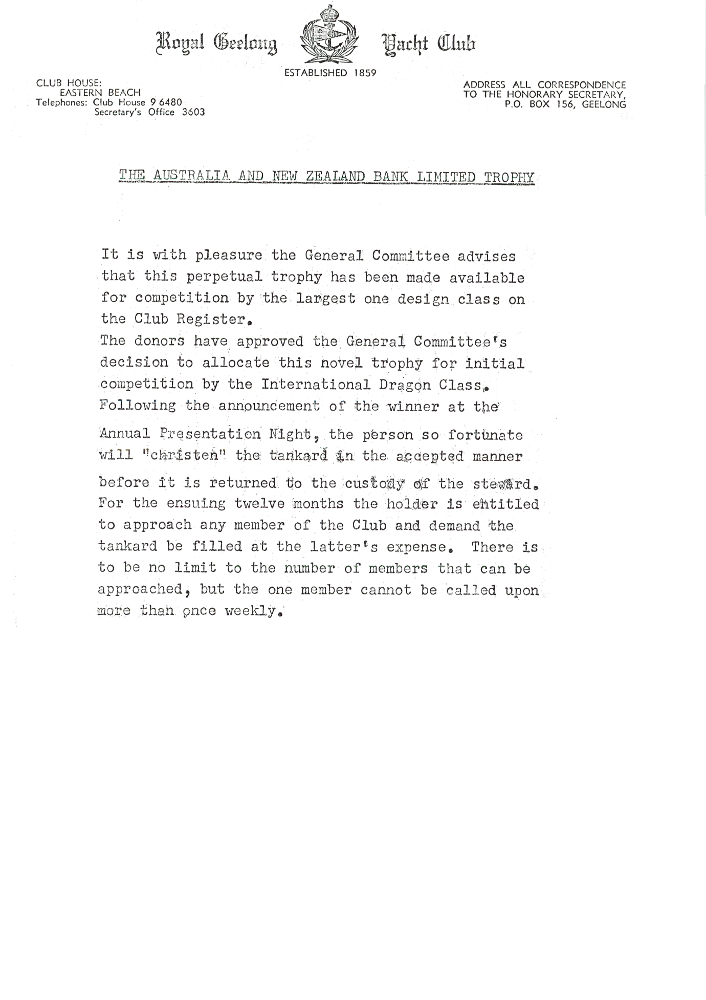 Royal Geelong Yacht Club
ESTABLISHED 1859
CLUB HOUSE:
EASTERN BEACH
Telephones: Club House 9 6480
Secretary's Office 3603
ADDRESS ALL CORRESPONDENCE
TO THE HONORARY SECRETARY,
P.O. BOX 156, GEELONG
THE AUSTRALIA AND NEW ZEALAND BANK LIMITED TROPHY
It is with pleasure the General Committee advises
that this perpetual trophy has been made available
for competition by the largest one design class on
the Club Register.
The donors have approved the General Committee's
decision to allocate this novel trophy for initial
competition by the International Dragon Class.
Following the announcement of the winner at the
Annual Presentation Night, the person so fortunate
will "christen" the tankard in the accepted manner
before it is returned to the custody of the steward.
For the ensuing twelve months the holder is entitled
to approach any member of the Club and demand the
tankard be filled at the latter's expense. There is
to be no limit to the number of members that can be
approached, but the one member cannot be called upon
more than once weekly.